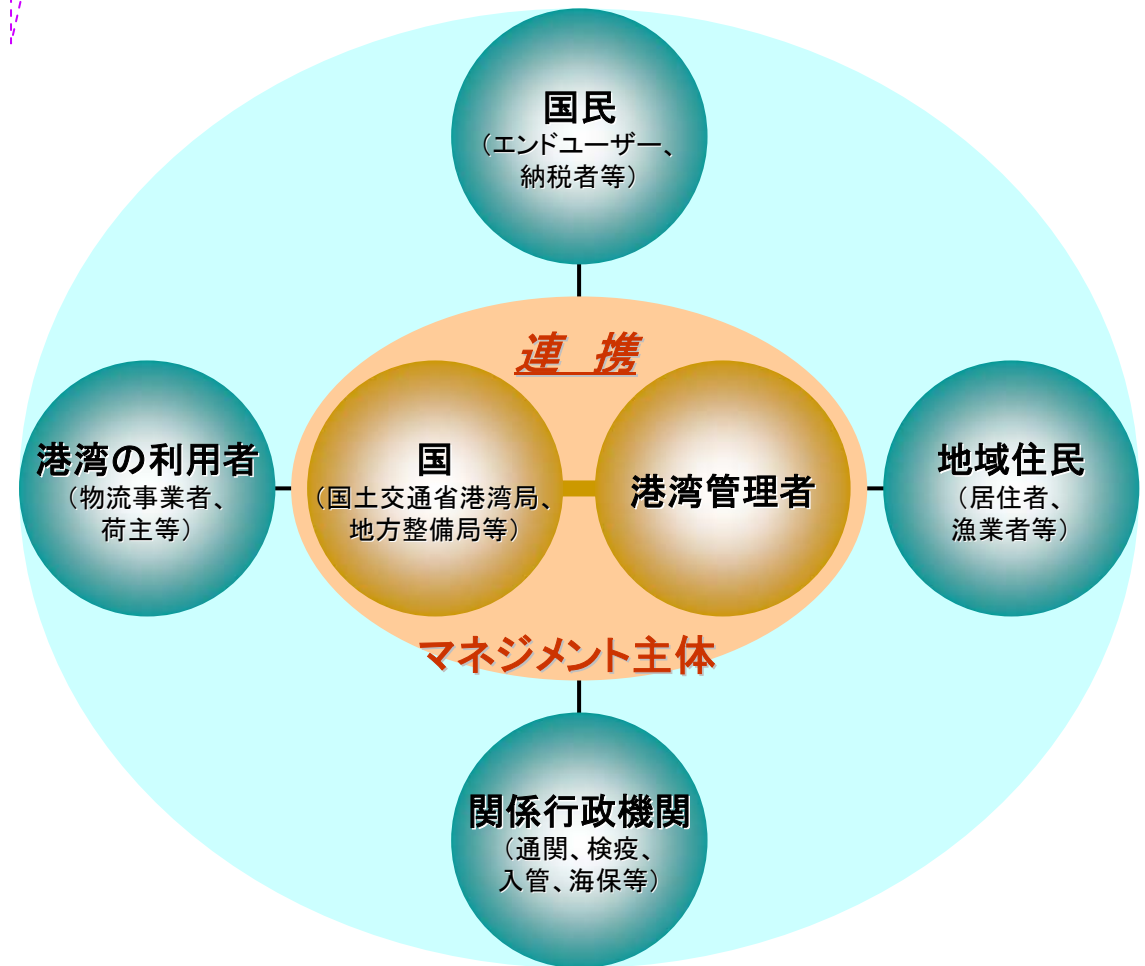 国民
（エンドユーザー、
納税者等）
連　携
港湾の利用者
（物流事業者、
荷主等）
国
（国土交通省港湾局、
地方整備局等）
港湾管理者
地域住民
（居住者、
漁業者等）
マネジメント主体
関係行政機関
（通関、検疫、
入管、海保等）